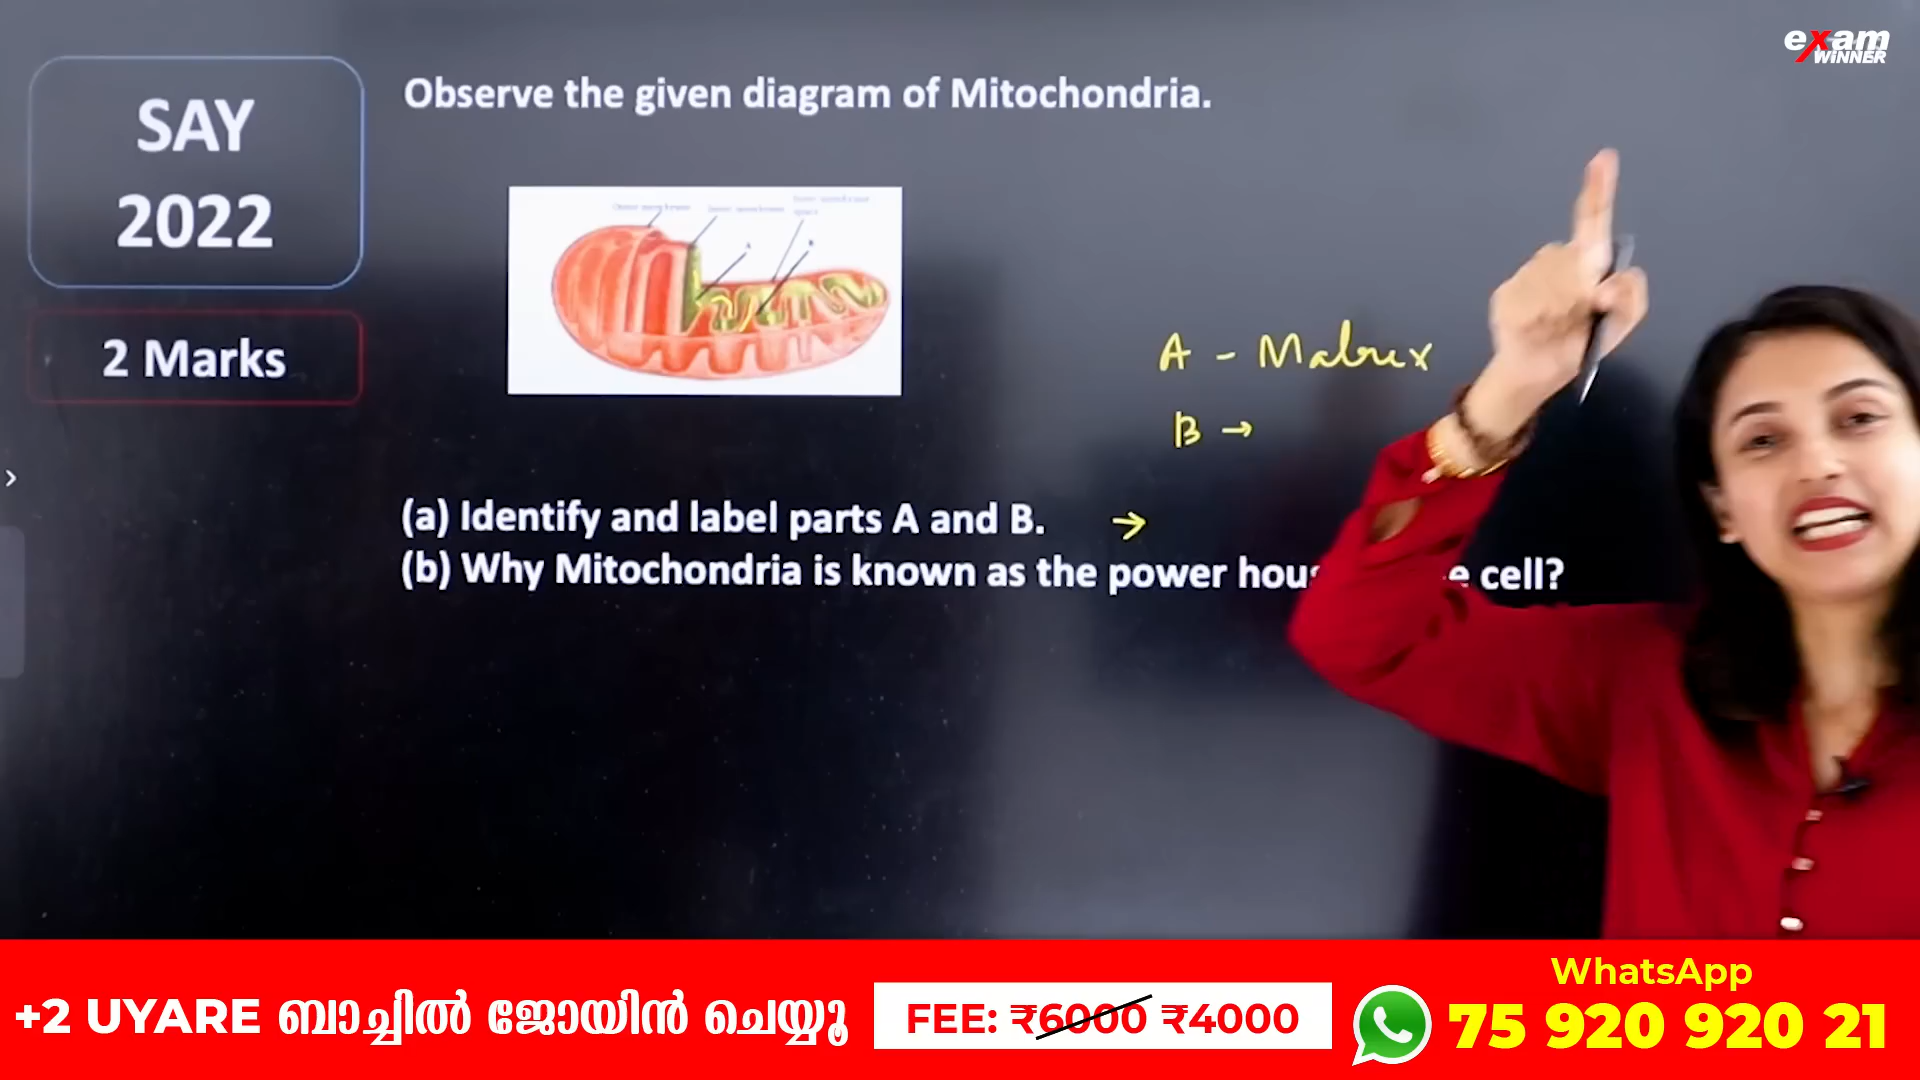 exam
WINNER
SAY
2022
2 Marks
Observe the given diagram of Mitochondria.
A
A - Matrix
B →
(a) Identify and label parts A and B. →
(b) Why Mitochondria is known as the power cell?
+2 UYARE ബാച്ചിൽ ജോയിൻ ചെയ്യൂ
FEE: ₹6000 ₹4000
WhatsApp
75 920 920 21